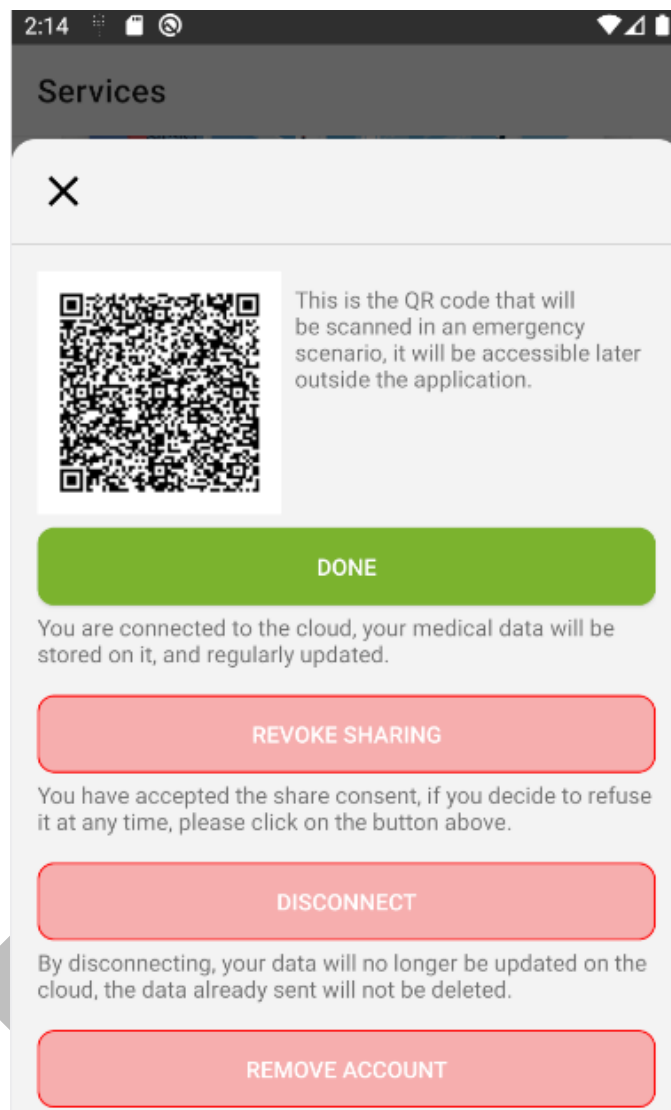 2:14
Services
This is the QR code that will
be scanned in an emergency
scenario, it will be accessible later
outside the application.
DONE
You are connected to the cloud, your medical data will be
stored on it, and regularly updated.
REVOKE SHARING
You have accepted the share consent, if you decide to refuse
it at any time, please click on the button above.
DISCONNECT
By disconnecting, your data will no longer be updated on the
cloud, the data already sent will not be deleted.
REMOVE ACCOUNT